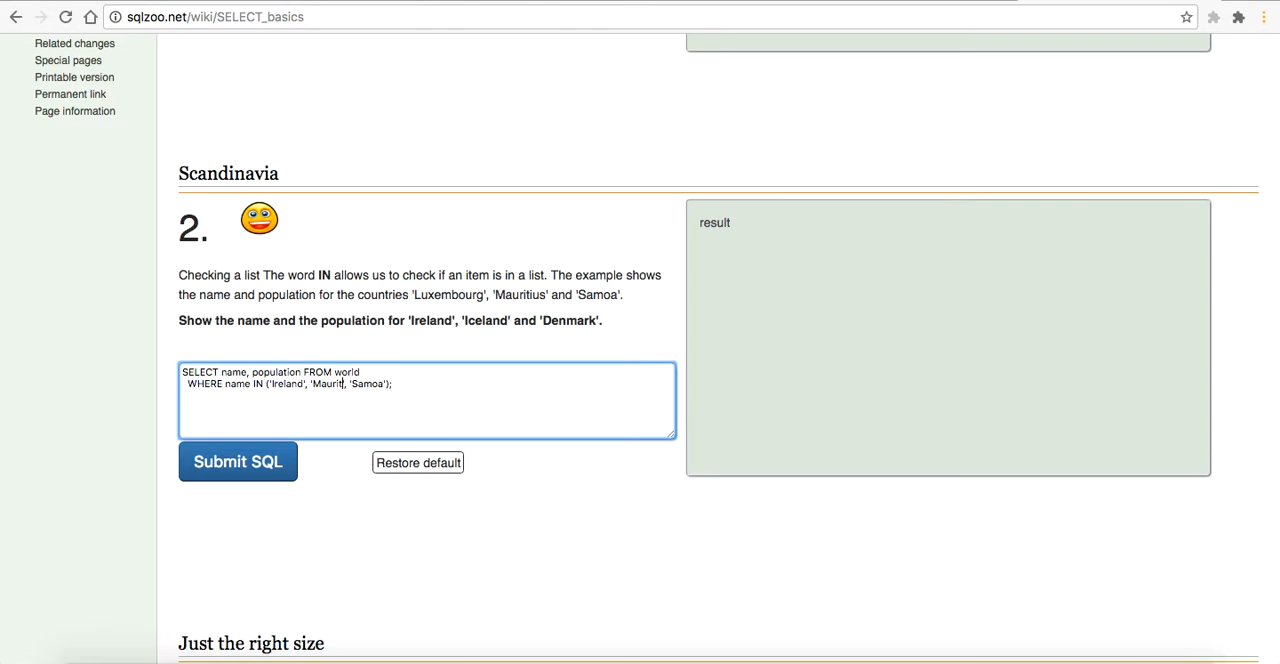 sqlzoo.net/wiki/SELECT_basics
Related changes
Special pages
Printable version
Permanent link
Page information
Scandinavia
2.
Checking a list The word IN allows us to check if an item is in a list. The example shows
the name and population for the countries 'Luxembourg', 'Mauritius' and 'Samoa'.
Show the name and the population for 'Ireland', 'Iceland' and 'Denmark'.
SELECT name, population FROM world
WHERE name IN ('Ireland', 'Maurit, 'Samoa');
Submit SQL
Restore default
result
Just the right size